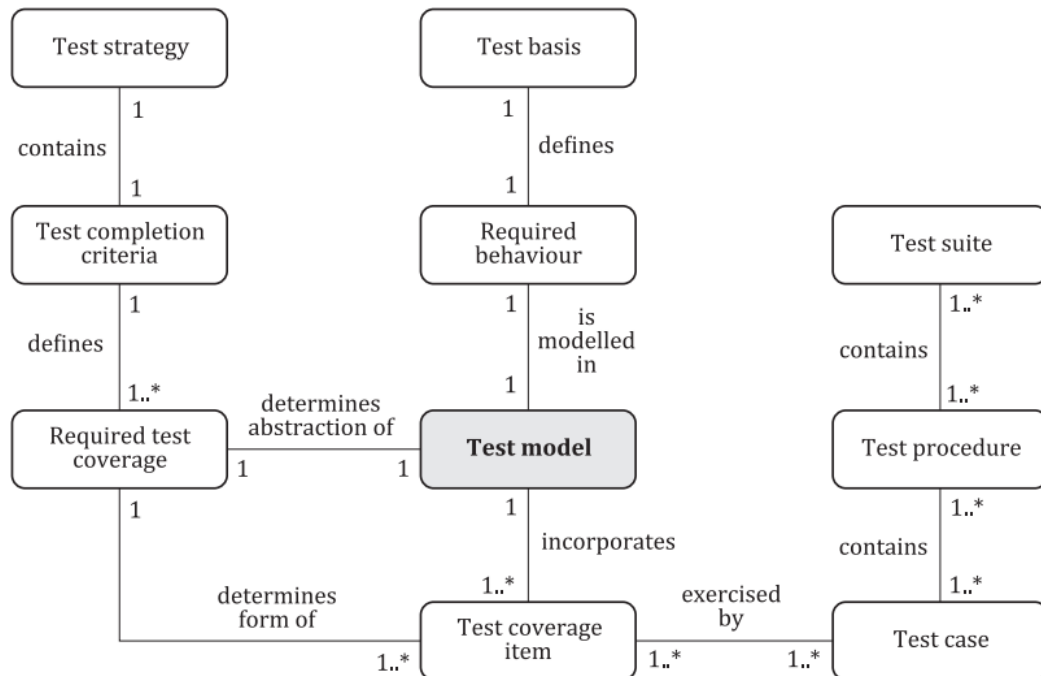 Test strategy
Test basis
1
1
contains
defines
1
1
Test completion
criteria
Required
behaviour
Test suite
1
1
1..*
defines
is
modelled
in
contains
1..*
1
1..*
determines
abstraction of
Required test
coverage
Test model
Test procedure
1
1
1
1
1..*
incorporates
contains
1..*
1..*
determines
form of
exercised
by
Test coverage
item
Test case
1..*
1..*
1..*